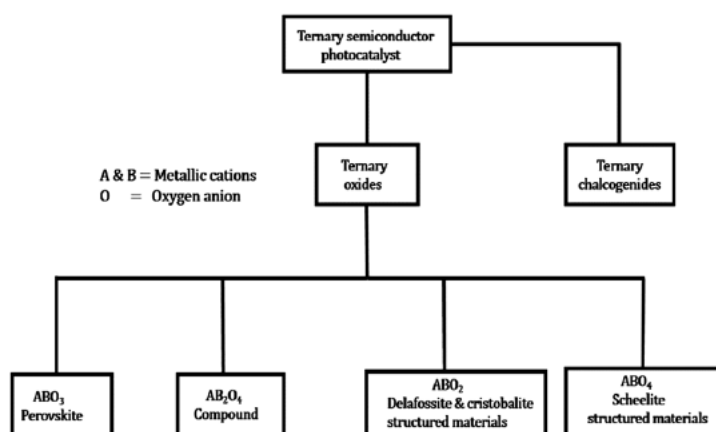 Ternary semiconductor
photocatalyst
A & B = Metallic cations
O = Oxygen anion
Ternary
oxides
Ternary
chalcogenides
ABO₃
Perovskite
AB₂O₄
Compound
ABO₂
Delafossite & cristobalite
structured materials
ABO₄
Scheelite
structured materials